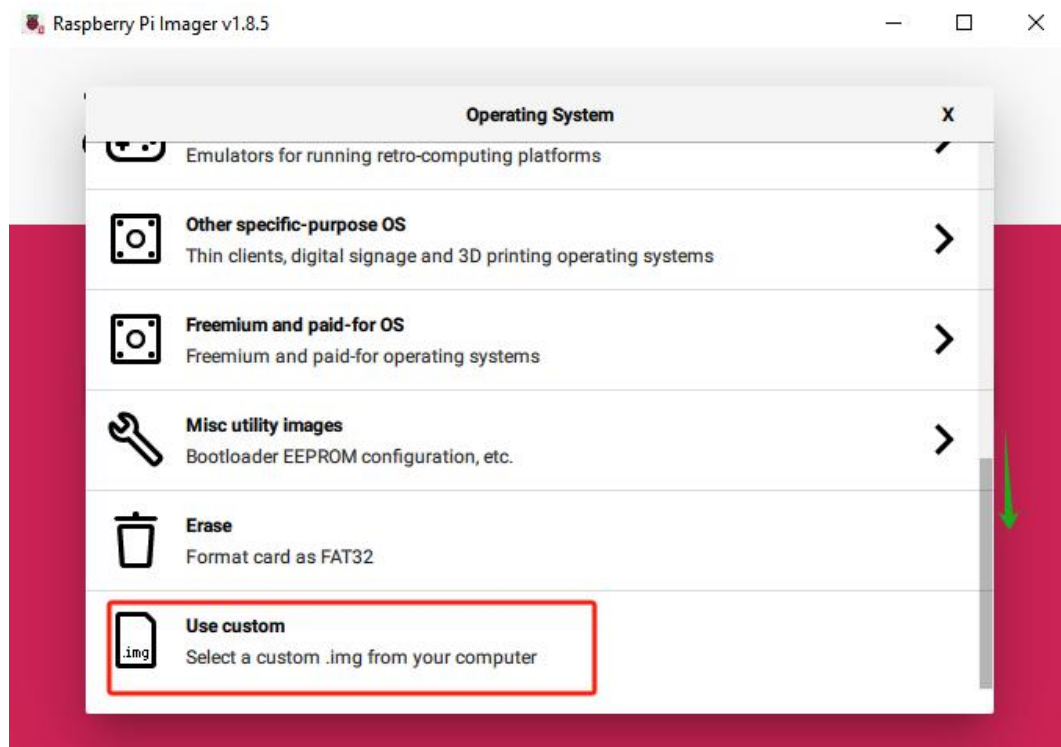 Raspberry Pi Imager v1.8.5
Operating System
X
Emulators for running retro-computing platforms
Other specific-purpose OS
Thin clients, digital signage and 3D printing operating systems
Freemium and paid-for OS
Freemium and paid-for operating systems
Misc utility images
Bootloader EEPROM configuration, etc.
Erase
Format card as FAT32
.img
Use custom
Select a custom .img from your computer